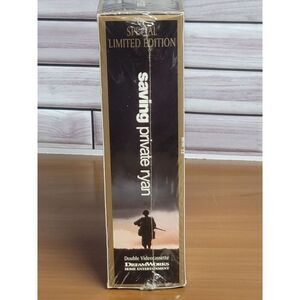 SPECIAL
LIMITED EDITION
saving private ryan
Double Videocassette
DREAMWORKS
HOME ENTERTAINMENT